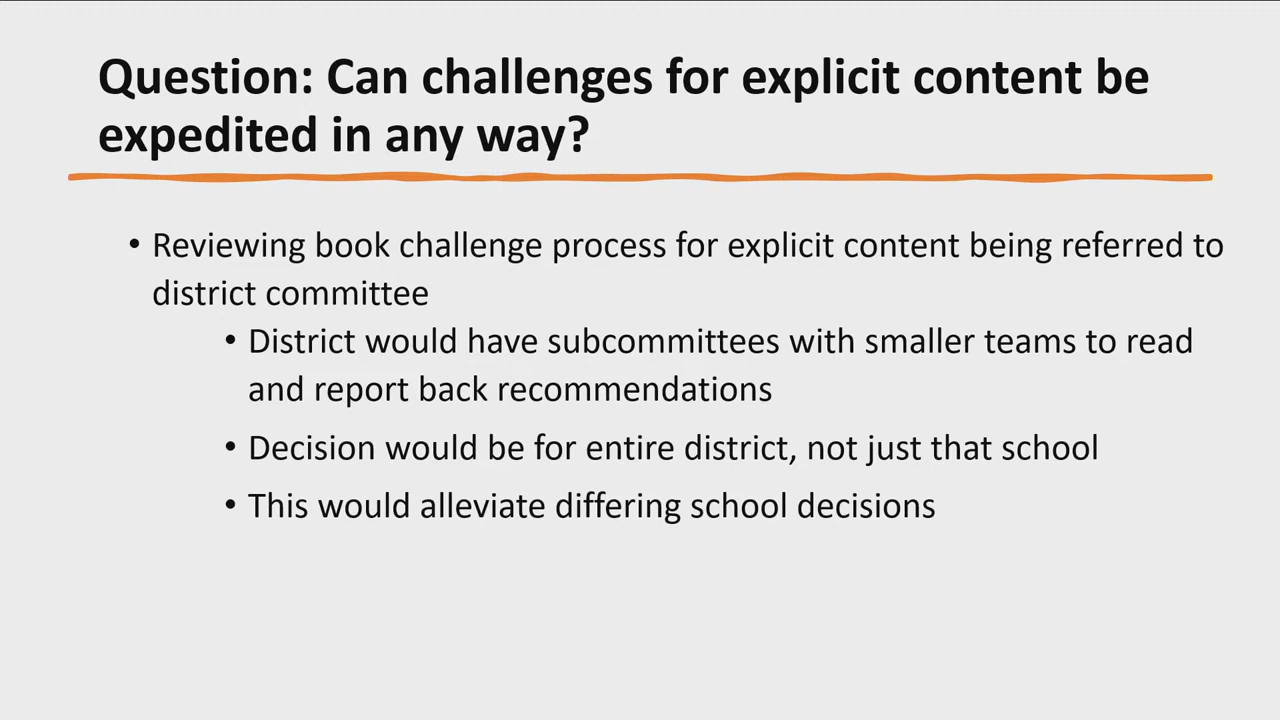 Question: Can challenges for explicit content be
expedited in any way?
• Reviewing book challenge process for explicit content being referred to
district committee
• District would have subcommittees with smaller teams to read
and report back recommendations
• Decision would be for entire district, not just that school
• This would alleviate differing school decisions